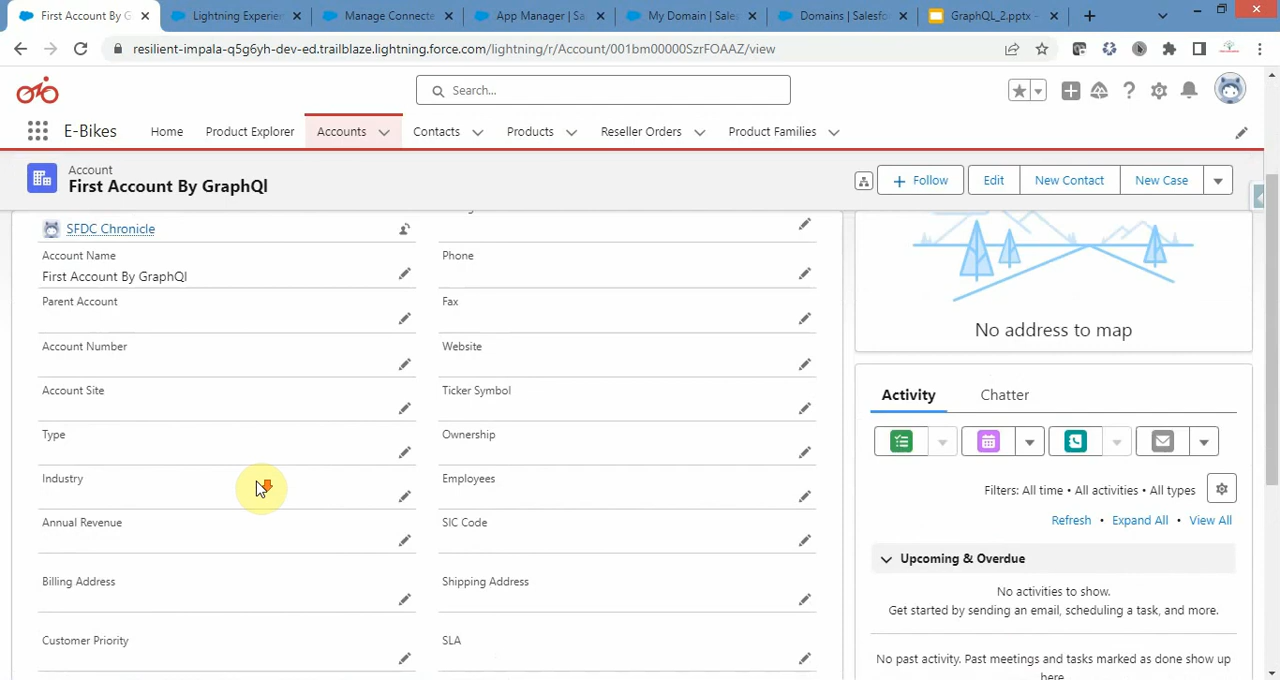 First Account By G
Lightning Experien
Manage Connecte
App Manager | Sa
My Domain | Sales
Domains | Salesfo
GraphQL_2.pptx -
resilient-impala-q5g6yh-dev-ed.trailblaze.lightning.force.com/lightning/r/Account/001bm00000SzrFOAAZ/view
Search...
E-Bikes
Home
Product Explorer
Accounts
Contacts
Products
Reseller Orders
Product Families
Account
First Account By GraphQl
Follow
Edit
New Contact
New Case
SFDC Chronicle
Account Name
First Account By GraphQl
Phone
Parent Account
Fax
Account Number
Website
Account Site
Ticker Symbol
Type
Ownership
Industry
Employees
Annual Revenue
SIC Code
Billing Address
Shipping Address
Customer Priority
SLA
No address to map
Activity
Chatter
Filters: All time • All activities • All types
Refresh • Expand All • View All
Upcoming & Overdue
No activities to show.
Get started by sending an email, scheduling a task, and more.
No past activity. Past meetings and tasks marked as done show up
here.